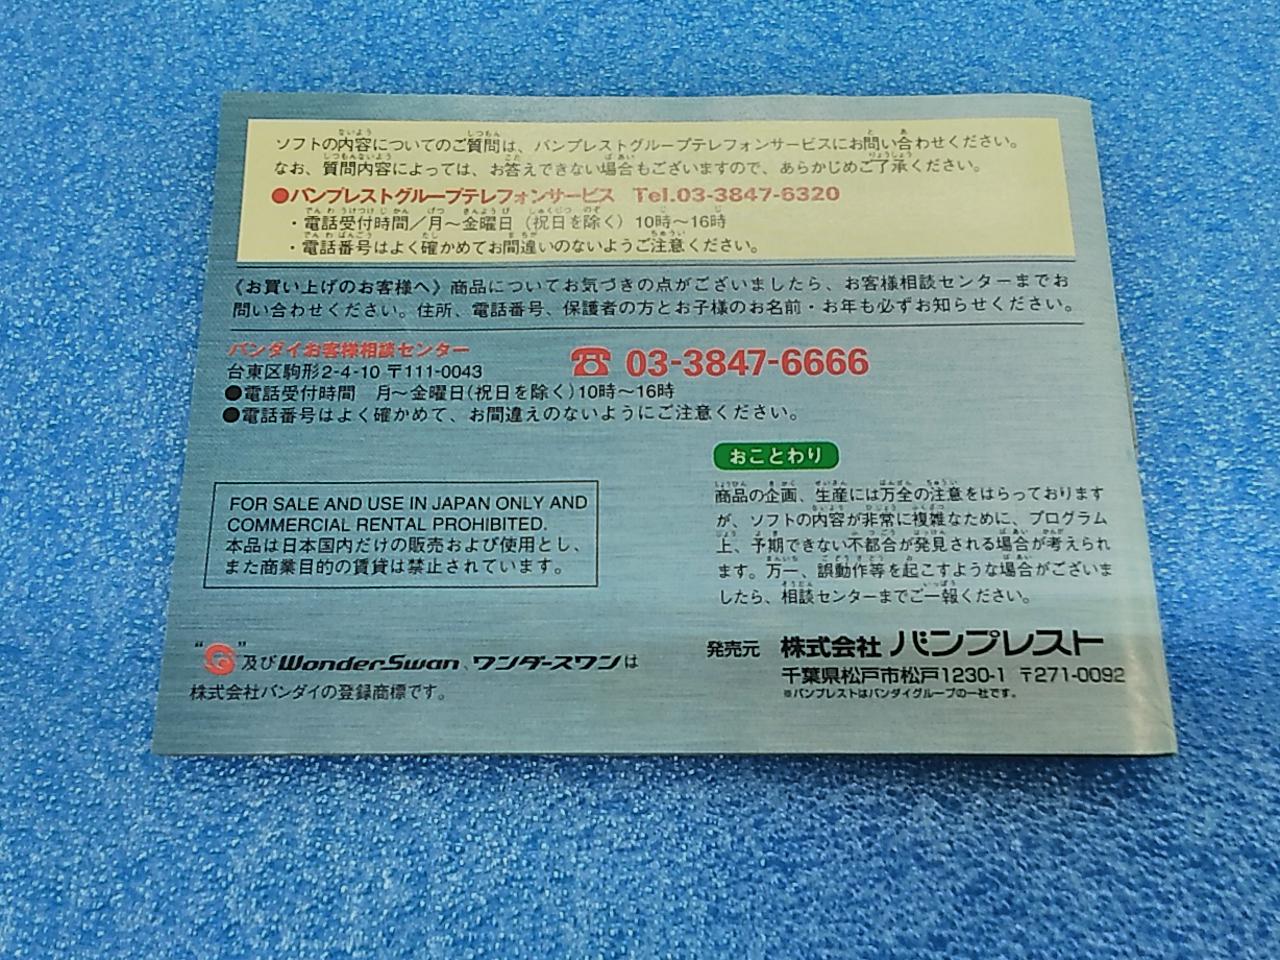 ソフトの内容についてのご質問は、バンプレストグループテレフォンサービスにお問い合わせください。
なお、質問内容によっては、お答えできない場合もございますので、あらかじめご了承ください。
●バンプレストグループテレフォンサービス Tel.03-3847-6320
・電話受付時間／月～金曜日（祝日を除く）10時～16時
・電話番号はよく確かめてお間違いのないようご注意ください。
《お買い上げのお客様へ》商品についてお気づきの点がございましたら、お客様相談センターまでお
問い合わせください。住所、電話番号、保護者の方とお子様のお名前・お年も必ずお知らせください。
バンダイお客様相談センター
台東区駒形2-4-10 〒111-0043
☎ 03-3847-6666
●電話受付時間 月～金曜日(祝日を除く)10時～16時
●電話番号はよく確かめて、お間違えのないようにご注意ください。
FOR SALE AND USE IN JAPAN ONLY AND
COMMERCIAL RENTAL PROHIBITED.
本品は日本国内だけの販売および使用とし、
また商業目的の賃貸は禁止されています。
おことわり
商品の企画、生産には万全の注意をはらっております
が、ソフトの内容が非常に複雑なために、プログラム
上、予期できない不都合が発見される場合が考えられ
ます。万一、誤動作等を起こすような場合がございま
したら、相談センターまでご一報ください。
“ ”及びWonderSwan、ワンダースワンは
株式会社バンダイの登録商標です。
発売元 株式会社 バンプレスト
千葉県松戸市松戸1230-1 〒271-0092
※バンプレストはバンダイグループの一社です。